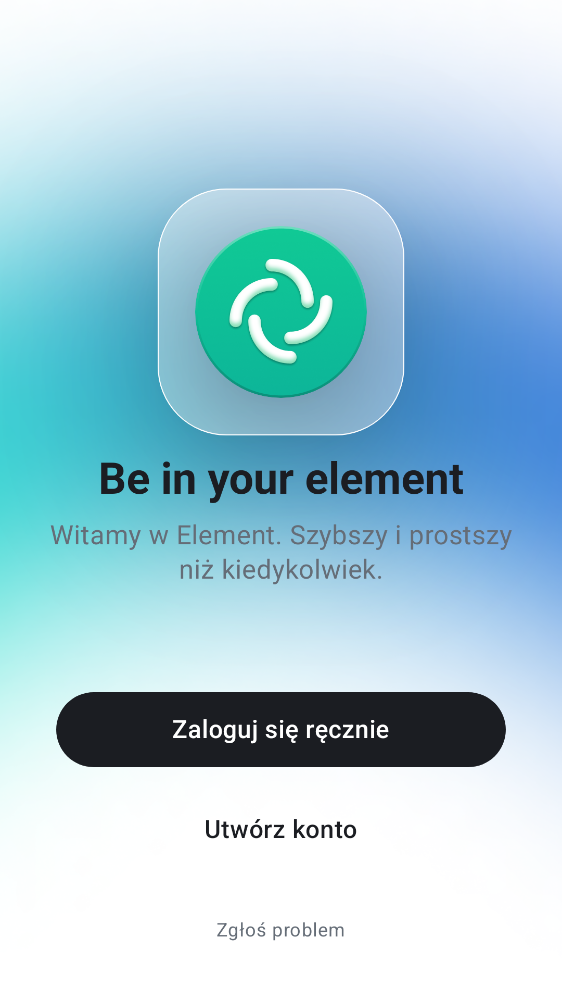 Be in your element
Witamy w Element. Szybszy i prostszy
niż kiedykolwiek.
Zaloguj się ręcznie
Utwórz konto
Zgłoś problem